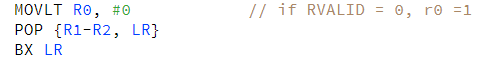 MOVLT R0, #0 // if RVALID = 0, r0 =1
POP {R1-R2, LR}
BX LR